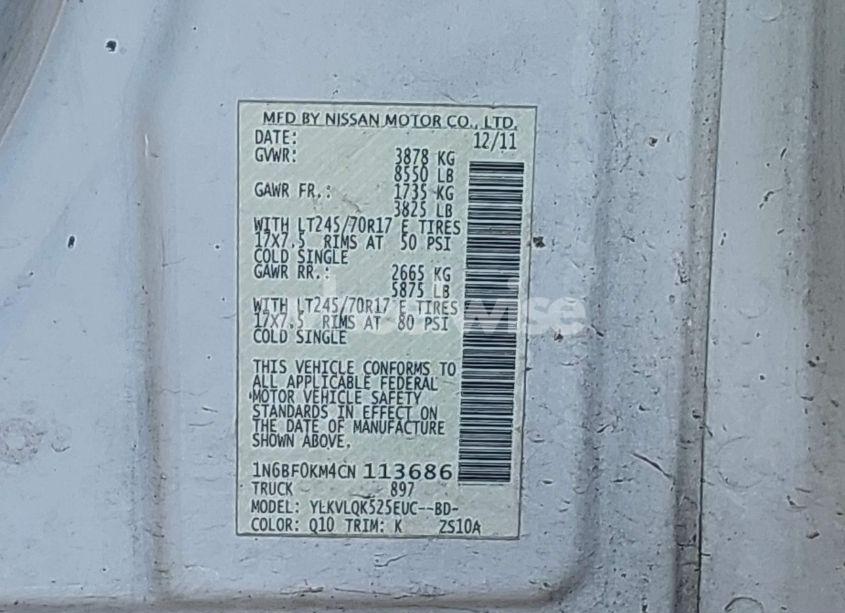 MFD BY NISSAN MOTOR CO., LTD.
DATE: 12/11
GVWR: 3878 KG
8550 LB
GAWR FR.: 1735 KG
3825 LB
WITH LT245/70R17 E TIRES
17X7.5 RIMS AT 50 PSI
COLD SINGLE
GAWR RR.: 2665 KG
5875 LB
WITH LT245/70R17 E TIRES
17X7.5 RIMS AT 80 PSI
COLD SINGLE
THIS VEHICLE CONFORMS TO
ALL APPLICABLE FEDERAL
MOTOR VEHICLE SAFETY
STANDARDS IN EFFECT ON
THE DATE OF MANUFACTURE
SHOWN ABOVE.
1N6BF0KM4CN 113686
TRUCK 897
MODEL: YLKVLQK525EUC--BD-
COLOR: Q10 TRIM: K ZS10A